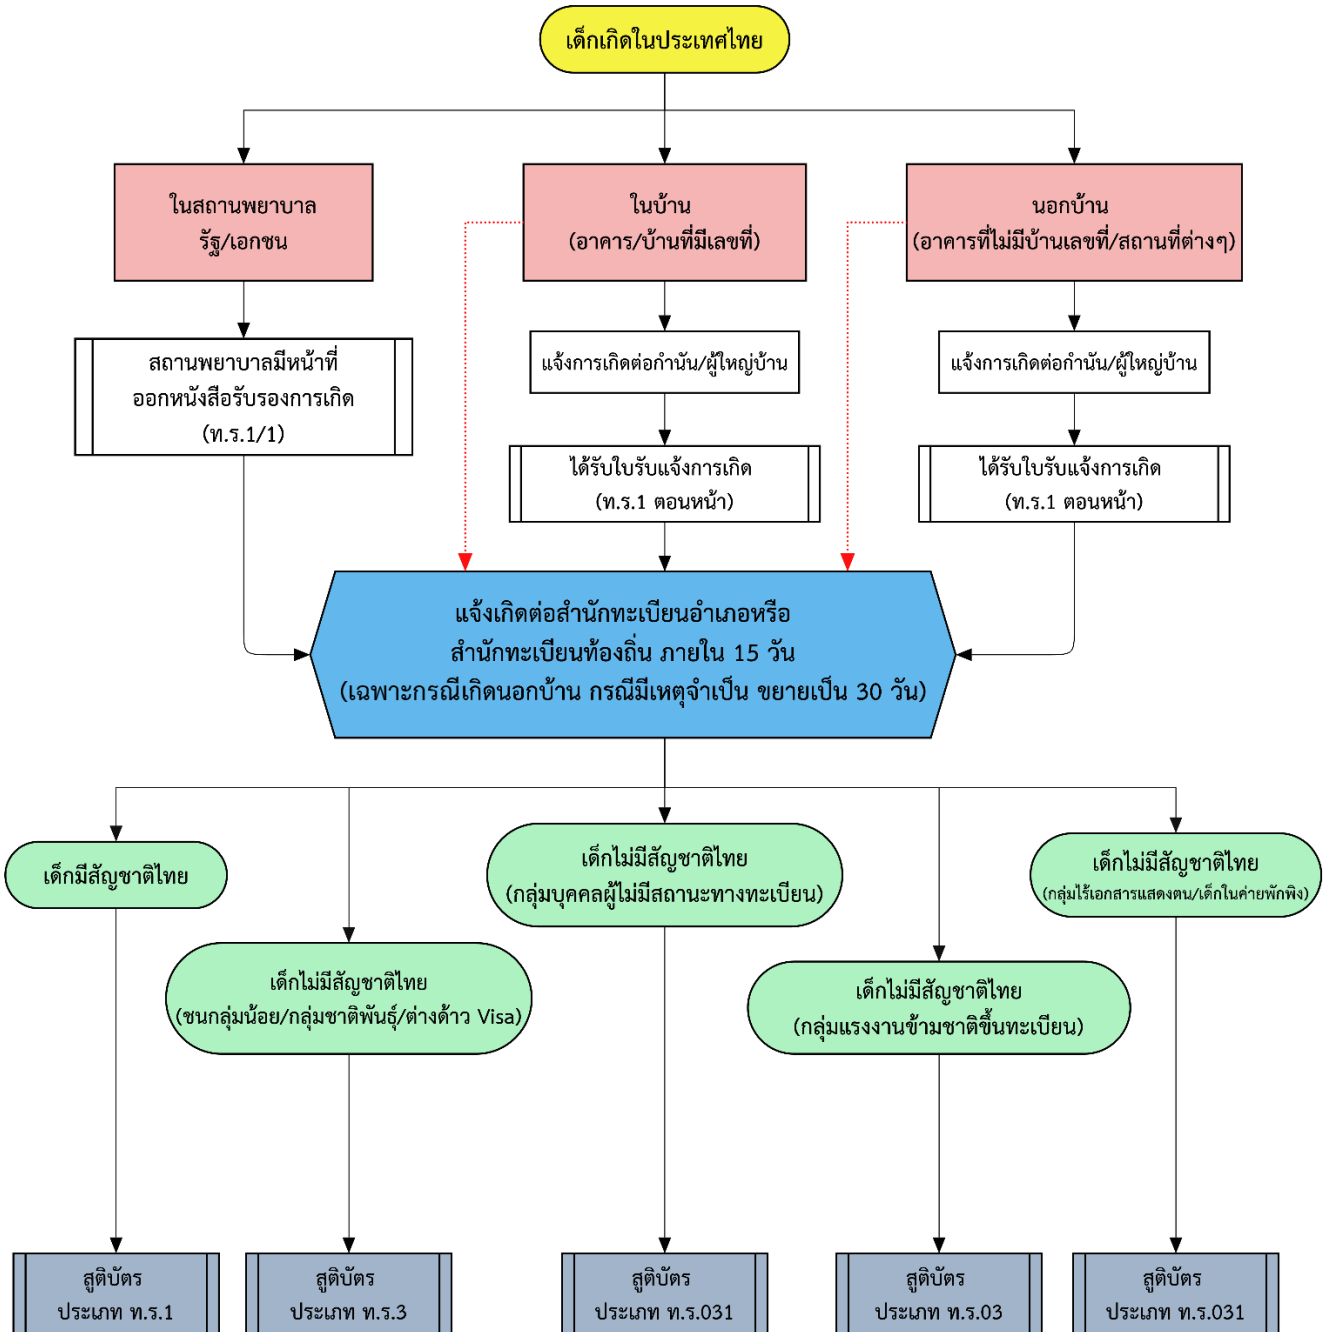 เด็กเกิดในประเทศไทย
ในสถานพยาบาล
รัฐ/เอกชน
ในบ้าน
(อาคาร/บ้านที่มีเลขที่)
นอกบ้าน
(อาคารที่ไม่มีบ้านเลขที่/สถานที่ต่างๆ)
สถานพยาบาลมีหน้าที่
ออกหนังสือรับรองการเกิด
(ท.ร.1/1)
แจ้งการเกิดต่อกำนัน/ผู้ใหญ่บ้าน
แจ้งการเกิดต่อกำนัน/ผู้ใหญ่บ้าน
ได้รับใบรับแจ้งการเกิด
(ท.ร.1 ตอนหน้า)
ได้รับใบรับแจ้งการเกิด
(ท.ร.1 ตอนหน้า)
แจ้งเกิดต่อสำนักทะเบียนอำเภอหรือ
สำนักทะเบียนท้องถิ่น ภายใน 15 วัน
(เฉพาะกรณีเกิดนอกบ้าน กรณีมีเหตุจำเป็น ขยายเป็น 30 วัน)
เด็กมีสัญชาติไทย
เด็กไม่มีสัญชาติไทย
(ชนกลุ่มน้อย/กลุ่มชาติพันธุ์/ต่างด้าว Visa)
เด็กไม่มีสัญชาติไทย
(กลุ่มบุคคลผู้ไม่มีสถานะทางทะเบียน)
เด็กไม่มีสัญชาติไทย
(กลุ่มแรงงานข้ามชาติขึ้นทะเบียน)
เด็กไม่มีสัญชาติไทย
(กลุ่มไร้เอกสารแสดงตน/เด็กในค่ายพักพิง)
สูติบัตร
ประเภท ท.ร.1
สูติบัตร
ประเภท ท.ร.3
สูติบัตร
ประเภท ท.ร.031
สูติบัตร
ประเภท ท.ร.03
สูติบัตร
ประเภท ท.ร.031